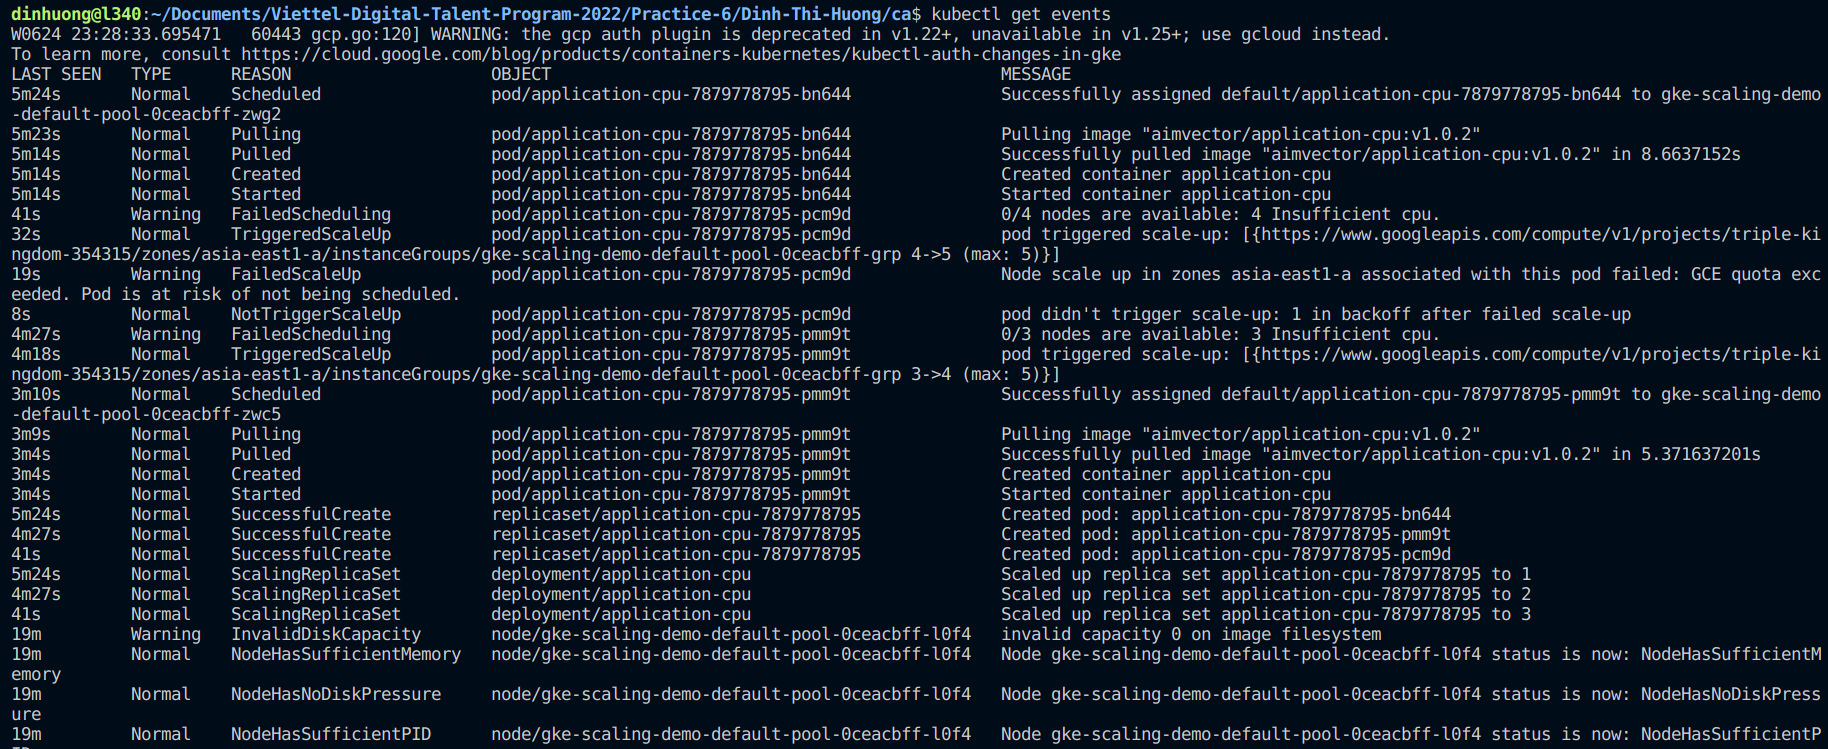 dinhuong@l340:~/Documents/Viettel-Digital-Talent-Program-2022/Practice-6/Dinh-Thi-Huong/ca$ kubectl get events
W0624 23:28:33.695471   60443 gcp.go:120] WARNING: the gcp auth plugin is deprecated in v1.22+, unavailable in v1.25+; use gcloud instead.
To learn more, consult https://cloud.google.com/blog/products/containers-kubernetes/kubectl-auth-changes-in-gke
LAST SEEN   TYPE      REASON                    OBJECT                                             MESSAGE
5m24s       Normal    Scheduled                 pod/application-cpu-7879778795-bn644               Successfully assigned default/application-cpu-7879778795-bn644 to gke-scaling-demo
-default-pool-0ceacbff-zwg2
5m23s       Normal    Pulling                   pod/application-cpu-7879778795-bn644               Pulling image "aimvector/application-cpu:v1.0.2"
5m14s       Normal    Pulled                    pod/application-cpu-7879778795-bn644               Successfully pulled image "aimvector/application-cpu:v1.0.2" in 8.6637152s
5m14s       Normal    Created                   pod/application-cpu-7879778795-bn644               Created container application-cpu
5m14s       Normal    Started                   pod/application-cpu-7879778795-bn644               Started container application-cpu
41s         Warning   FailedScheduling          pod/application-cpu-7879778795-pcm9d               0/4 nodes are available: 4 Insufficient cpu.
32s         Normal    TriggeredScaleUp          pod/application-cpu-7879778795-pcm9d               pod triggered scale-up: [{https://www.googleapis.com/compute/v1/projects/triple-ki
ngdom-354315/zones/asia-east1-a/instanceGroups/gke-scaling-demo-default-pool-0ceacbff-grp 4->5 (max: 5)}]
19s         Warning   FailedScaleUp             pod/application-cpu-7879778795-pcm9d               Node scale up in zones asia-east1-a associated with this pod failed: GCE quota exc
eeded. Pod is at risk of not being scheduled.
8s          Normal    NotTriggerScaleUp         pod/application-cpu-7879778795-pcm9d               pod didn't trigger scale-up: 1 in backoff after failed scale-up
4m27s       Warning   FailedScheduling          pod/application-cpu-7879778795-pmm9t               0/3 nodes are available: 3 Insufficient cpu.
4m18s       Normal    TriggeredScaleUp          pod/application-cpu-7879778795-pmm9t               pod triggered scale-up: [{https://www.googleapis.com/compute/v1/projects/triple-ki
ngdom-354315/zones/asia-east1-a/instanceGroups/gke-scaling-demo-default-pool-0ceacbff-grp 3->4 (max: 5)}]
3m10s       Normal    Scheduled                 pod/application-cpu-7879778795-pmm9t               Successfully assigned default/application-cpu-7879778795-pmm9t to gke-scaling-demo
-default-pool-0ceacbff-zwc5
3m9s        Normal    Pulling                   pod/application-cpu-7879778795-pmm9t               Pulling image "aimvector/application-cpu:v1.0.2"
3m4s        Normal    Pulled                    pod/application-cpu-7879778795-pmm9t               Successfully pulled image "aimvector/application-cpu:v1.0.2" in 5.371637201s
3m4s        Normal    Created                   pod/application-cpu-7879778795-pmm9t               Created container application-cpu
3m4s        Normal    Started                   pod/application-cpu-7879778795-pmm9t               Started container application-cpu
5m24s       Normal    SuccessfulCreate          replicaset/application-cpu-7879778795              Created pod: application-cpu-7879778795-bn644
4m27s       Normal    SuccessfulCreate          replicaset/application-cpu-7879778795              Created pod: application-cpu-7879778795-pmm9t
41s         Normal    SuccessfulCreate          replicaset/application-cpu-7879778795              Created pod: application-cpu-7879778795-pcm9d
5m24s       Normal    ScalingReplicaSet         deployment/application-cpu                         Scaled up replica set application-cpu-7879778795 to 1
4m27s       Normal    ScalingReplicaSet         deployment/application-cpu                         Scaled up replica set application-cpu-7879778795 to 2
41s         Normal    ScalingReplicaSet         deployment/application-cpu                         Scaled up replica set application-cpu-7879778795 to 3
19m         Warning   InvalidDiskCapacity       node/gke-scaling-demo-default-pool-0ceacbff-l0f4   invalid capacity 0 on image filesystem
19m         Normal    NodeHasSufficientMemory   node/gke-scaling-demo-default-pool-0ceacbff-l0f4   Node gke-scaling-demo-default-pool-0ceacbff-l0f4 status is now: NodeHasSufficientM
emory
19m         Normal    NodeHasNoDiskPressure     node/gke-scaling-demo-default-pool-0ceacbff-l0f4   Node gke-scaling-demo-default-pool-0ceacbff-l0f4 status is now: NodeHasNoDiskPress
ure
19m         Normal    NodeHasSufficientPID      node/gke-scaling-demo-default-pool-0ceacbff-l0f4   Node gke-scaling-demo-default-pool-0ceacbff-l0f4 status is now: NodeHasSufficientP